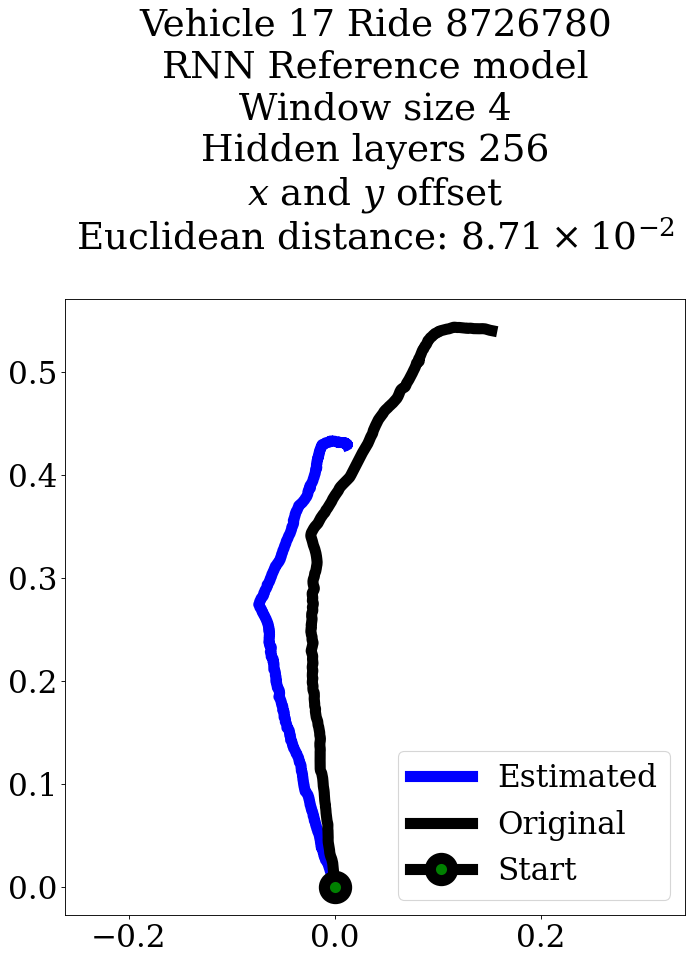 Vehicle 17 Ride 8726780
RNN Reference model
Window size 4
Hidden layers 256
x and y offset
Euclidean distance: 8.71 × 10⁻²
0.5
0.4
0.3
0.2
0.1
0.0
−0.2
0.0
0.2
Estimated
Original
Start